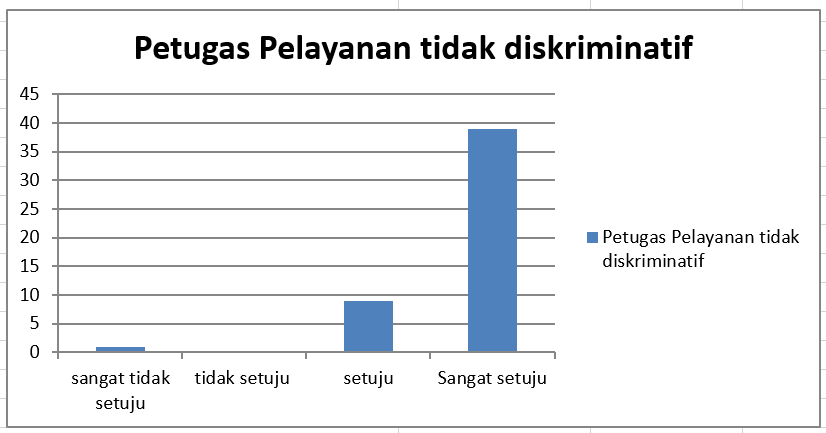 Petugas Pelayanan tidak diskriminatif
45
40
35
30
25
20
15
10
5
0
sangat tidak
setuju
tidak setuju
setuju
Sangat setuju
Petugas Pelayanan tidak
diskriminatif